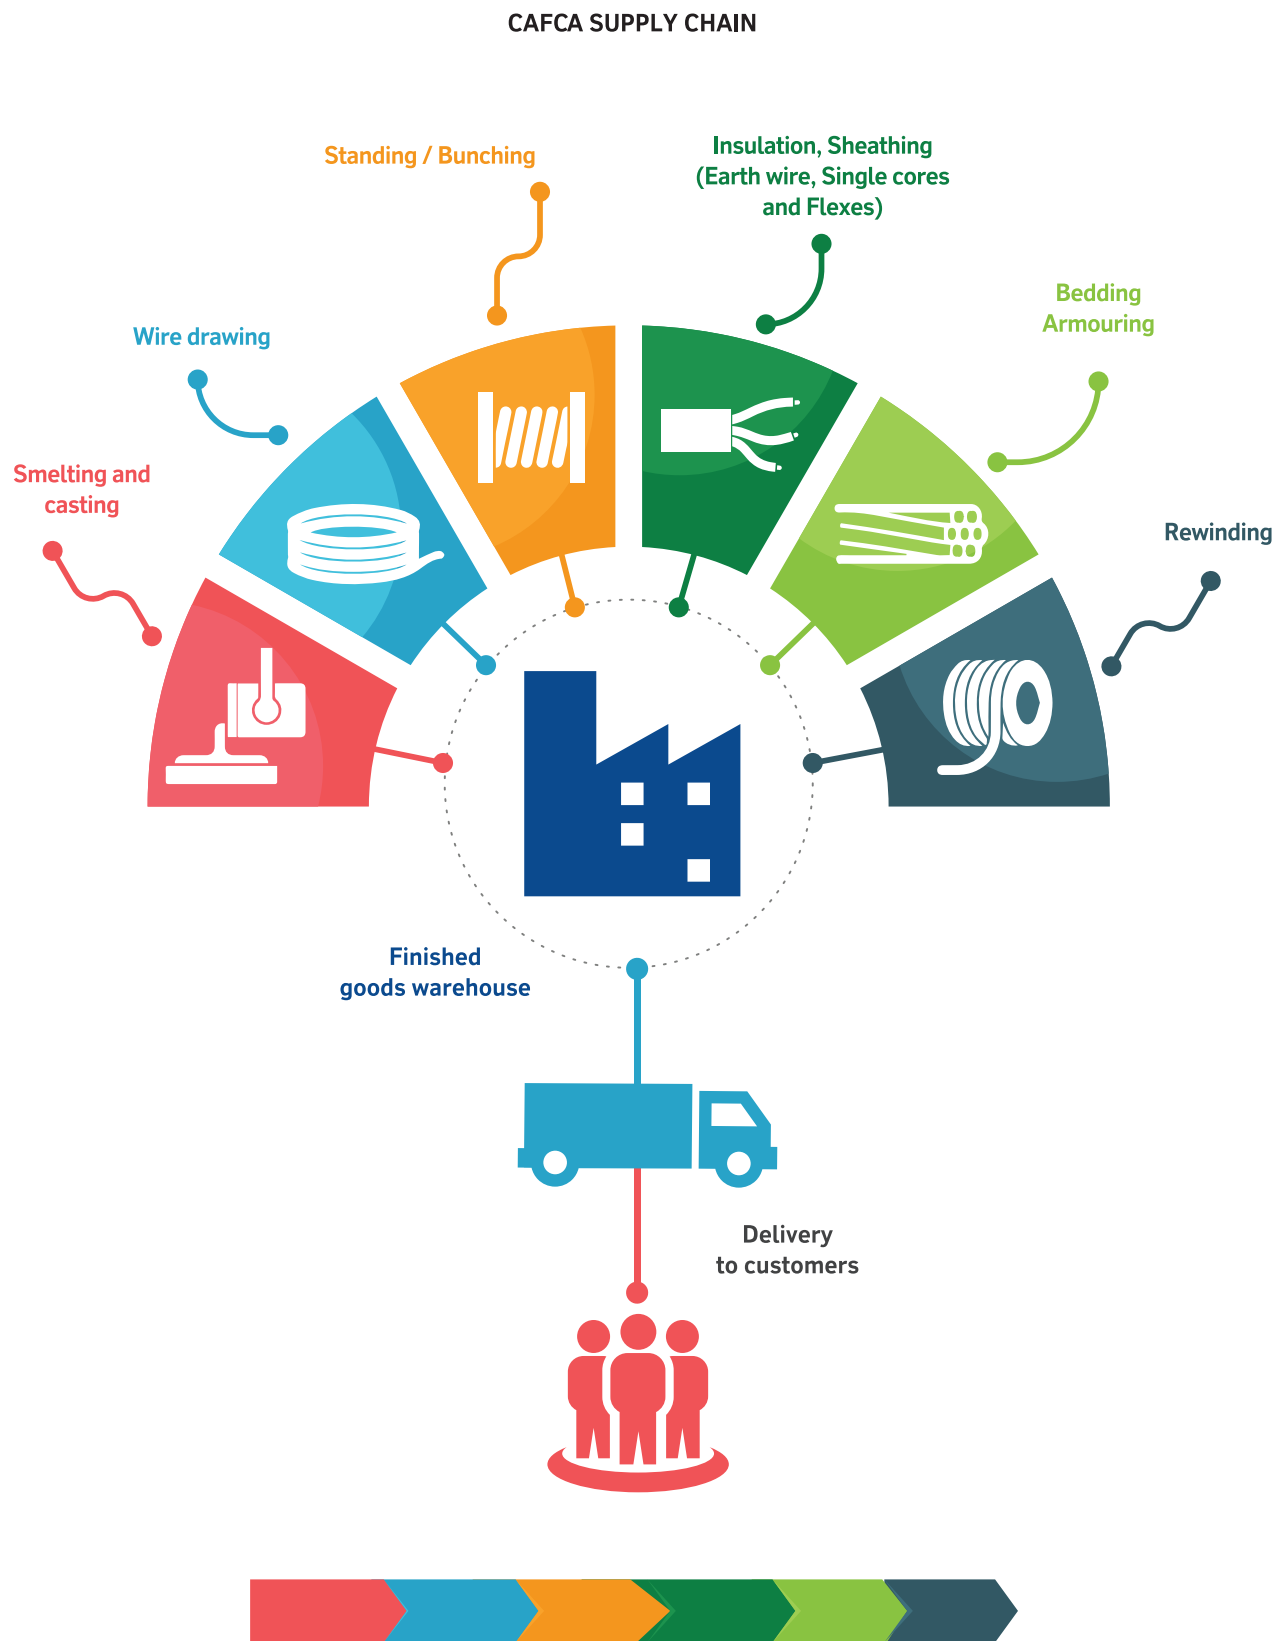 CAFCA SUPPLY CHAIN
Standing / Bunching
Insulation, Sheathing
(Earth wire, Single cores
and Flexes)
Bedding
Armouring
Wire drawing
Smelting and
casting
Rewinding
Finished
goods warehouse
Delivery
to customers